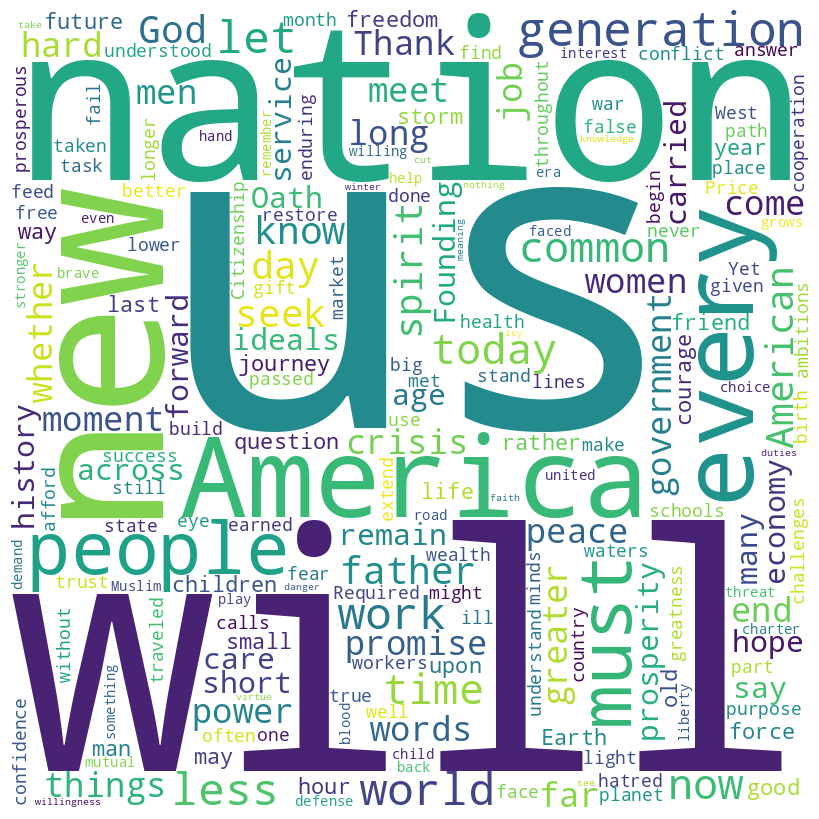 take
future
understood
God
let
month
freedom
Thank
find
generation
interest
conflict
answer
hard
nation
prosperous
fail
men
taken
task
longer
hand
service
remember
enduring
meet
storm
long
willing
cut
job
throughout
war
false
knowledge
West
path
year
place
cooperation
feed
free
way
even
better
lower
new
Oath
restore
know
Citizenship
winter
done
help
nothing
era
us
begin
carried
Price
come
never
grows
stronger
brave
whether
last
day
gift
seek
ideals
market
spirit
Founding
meaning
faced
common
women
every
Yet
given
friend
American
birth
ambitions
health
icy
today
journey
passed
forward
big
met
age
stand
lines
government
courage
choice
moment
build
use
history
success
across
still
afford
question
crisis
rather
make
America
extend
life
faith
united
duties
schools
many
economy
challenges
state
eye
earned
road
people
will
remain
wealth
peace
demand
trust
Muslim
children
fear
danger
father
waters
minds
understand
threat
charter
play
Required
might
ill
work
must
greater
country
prosperity
greatness
end
hope
without
traveled
calls
small
promise
workers
upon
care
short
time
old
liberty
part
say
purpose
force
confidence
something
man
mutual
power
often
one
virtue
true
blood
well
words
Earth
light
may
child
back
willingness
things
less
hour
defense
world
face
far
see
hatred
planet
now
good